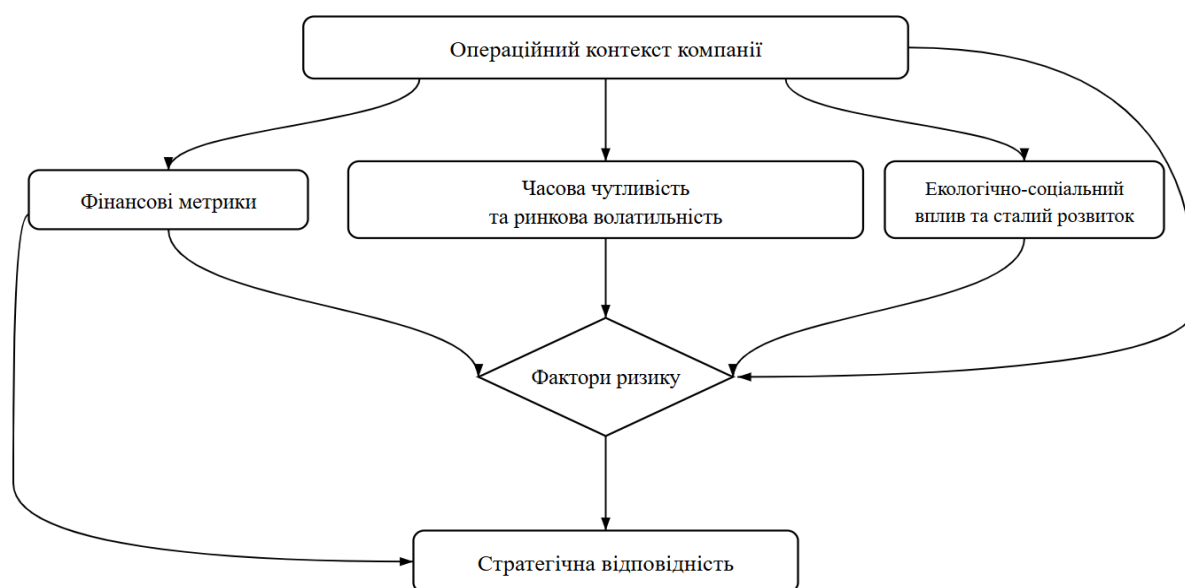 Операційний контекст компанії
Фінансові метрики
Часова чутливість
та ринкова волатильність
Екологічно-соціальний
вплив та сталий розвиток
Фактори ризику
Стратегічна відповідність